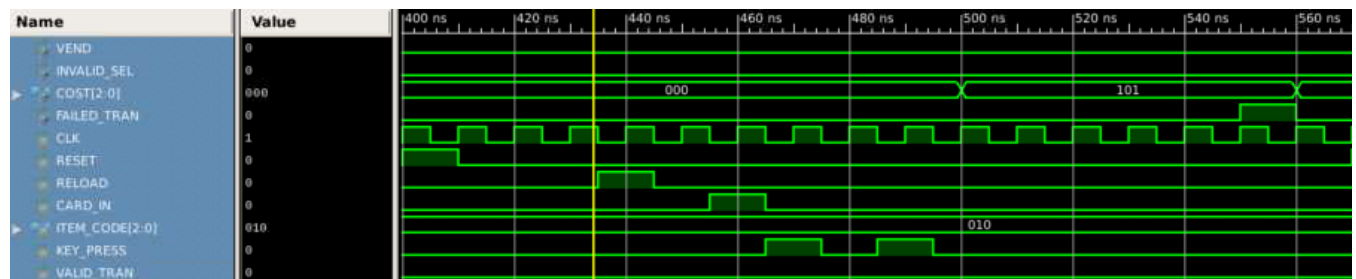 Name Value 400 ns 420 ns 440 ns 460 ns 480 ns 500 ns 520 ns 540 ns 560 ns
VEND 0
INVALID_SEL 0
COST[2:0] 000 000 101
FAILED_TRAN 0
CLK 1
RESET 0
RELOAD 0
CARD_IN 0
ITEM_CODE[2:0] 010 010
KEY_PRESS 0
VALID_TRAN 0